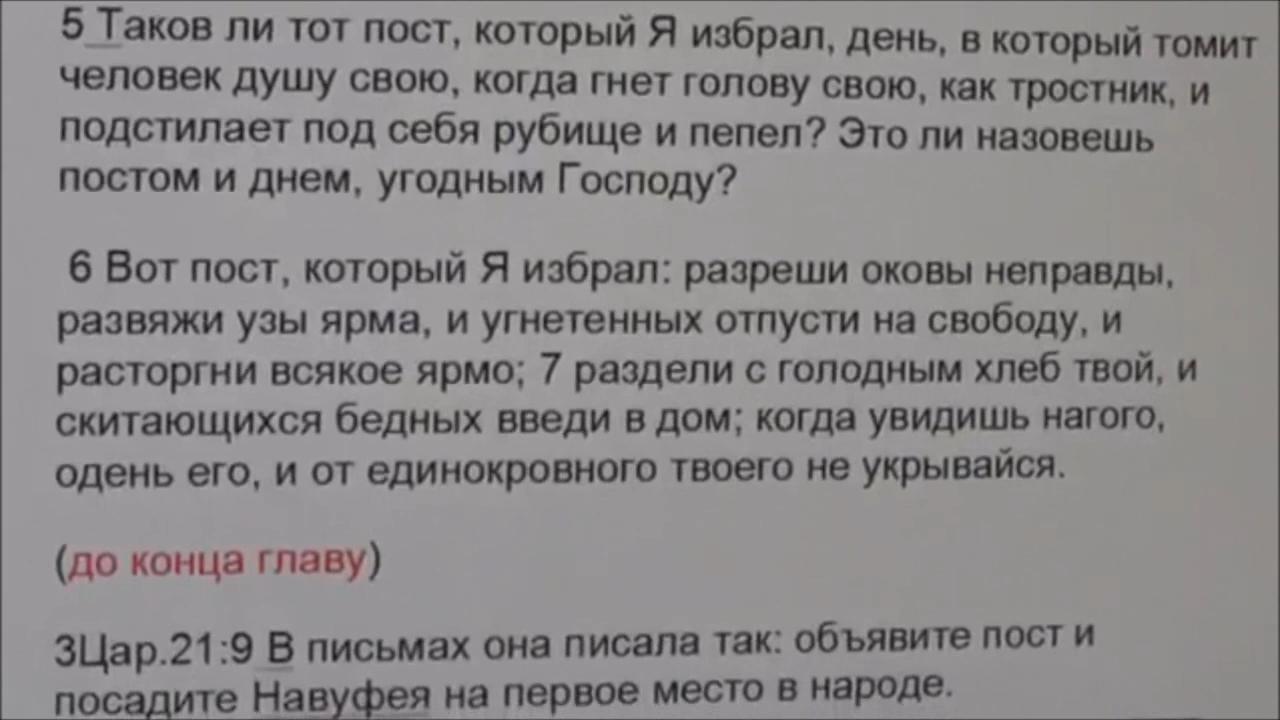 5 Таков ли тот пост, который Я избрал, день, в который томит
человек душу свою, когда гнет голову свою, как тростник, и
подстилает под себя рубище и пепел? Это ли назовешь
постом и днем, угодным Господу?
6 Вот пост, который Я избрал: разреши оковы неправды,
развяжи узы ярма, и угнетенных отпусти на свободу, и
расторгни всякое ярмо; 7 раздели с голодным хлеб твой, и
скитающихся бедных введи в дом; когда увидишь нагого,
одень его, и от единокровного твоего не укрывайся.
(до конца главу)
3Цар.21:9 В письмах она писала так: объявите пост и
посадите Навуфея на первое место в народе.